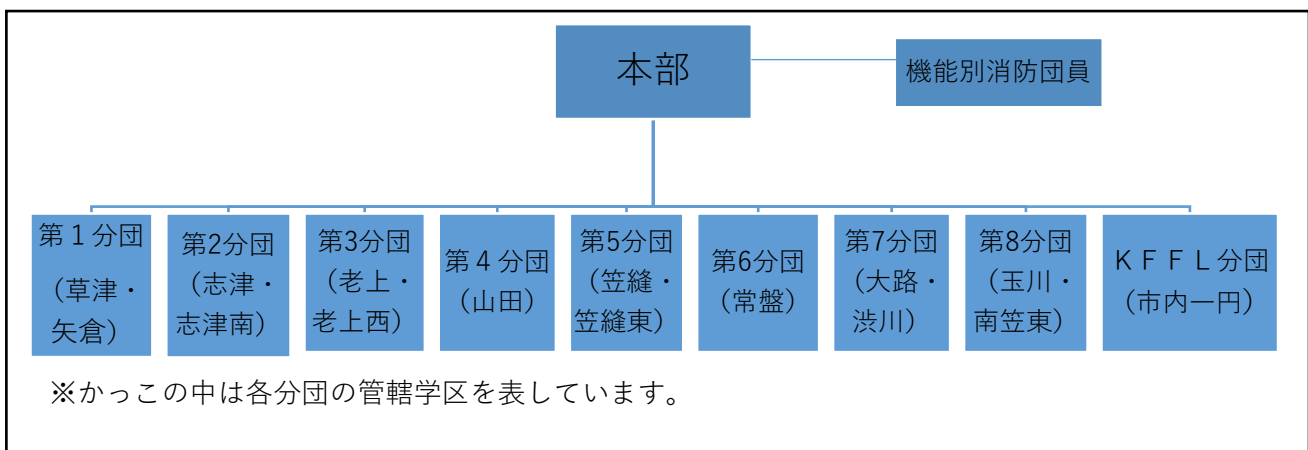 本部
機能別消防団員
第１分団
（草津・
矢倉）
第2分団
（志津・
志津南）
第3分団
（老上・
老上西）
第４分団
（山田）
第5分団
（笠縫・
笠縫東）
第6分団
（常盤）
第7分団
（大路・
渋川）
第8分団
（玉川・
南笠東）
ＫＦＦＬ分団
（市内一円）
※かっこの中は各分団の管轄学区を表しています。